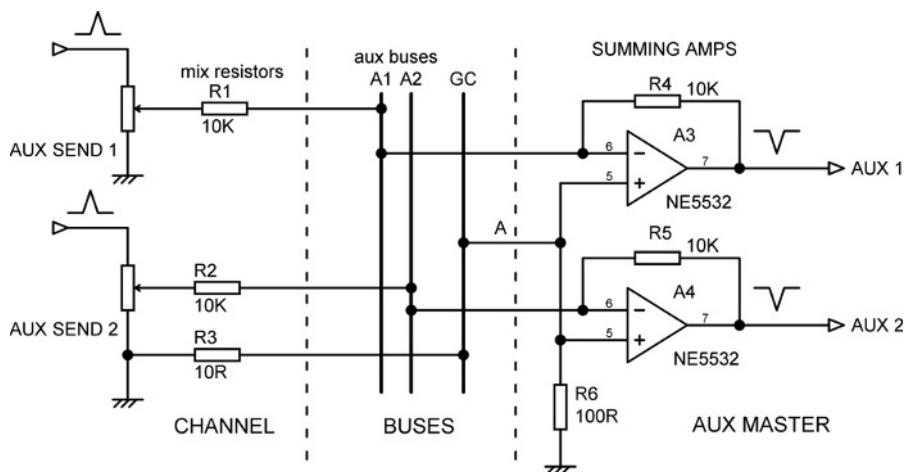 SUMMING AMPS
aux buses
mix resistors
A1 A2 GC
R1
10K
AUX SEND 1
R4 10K
A3
6
5
7
AUX 1
NE5532
A
R2
10K
AUX SEND 2
R3
10R
R5
10K
A4
6
5
7
AUX 2
NE5532
R6
100R
CHANNEL
BUSES
AUX MASTER